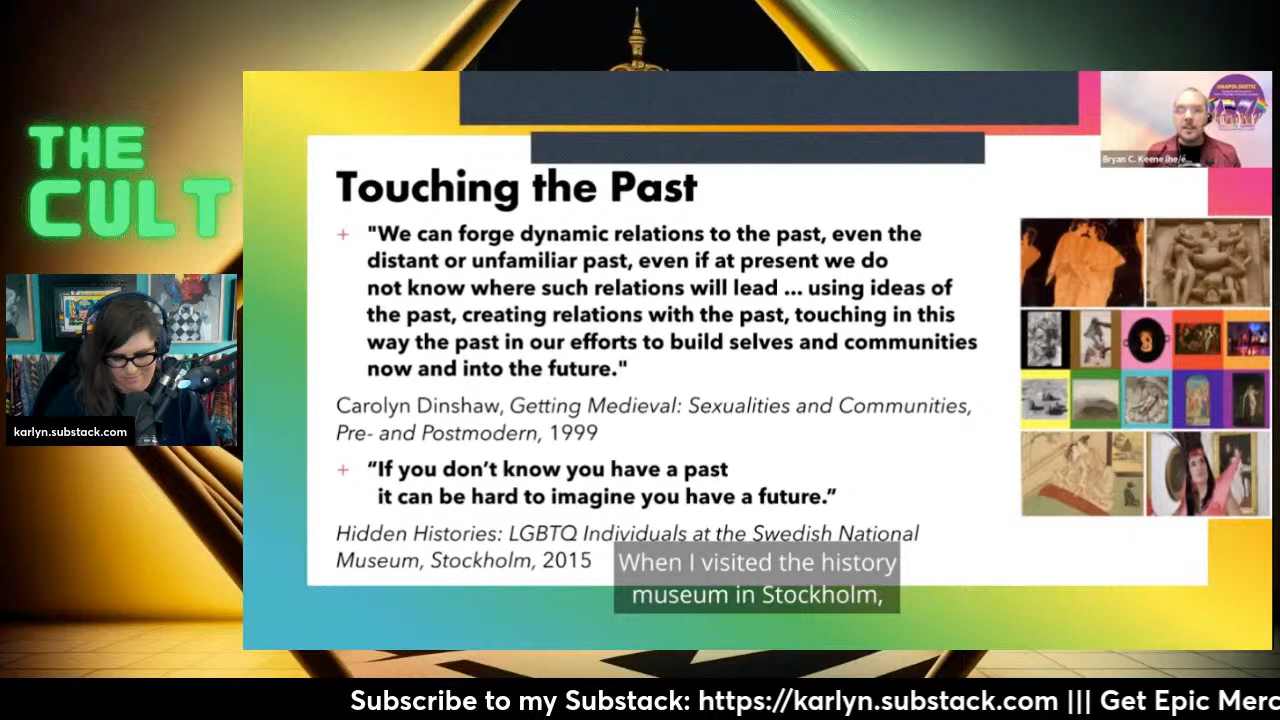 THE
CULT
karlyn.substack.com
UNAPOLOGETIC
Bryan C. Keene (he/é...
Touching the Past
+ "We can forge dynamic relations to the past, even the
distant or unfamiliar past, even if at present we do
not know where such relations will lead ... using ideas of
the past, creating relations with the past, touching in this
way the past in our efforts to build selves and communities
now and into the future."
Carolyn Dinshaw, Getting Medieval: Sexualities and Communities,
Pre- and Postmodern, 1999
+ “If you don’t know you have a past
it can be hard to imagine you have a future.”
Hidden Histories: LGBTQ Individuals at the Swedish National
Museum, Stockholm, 2015
When I visited the history
museum in Stockholm,
Subscribe to my Substack: https://karlyn.substack.com ||| Get Epic Merc